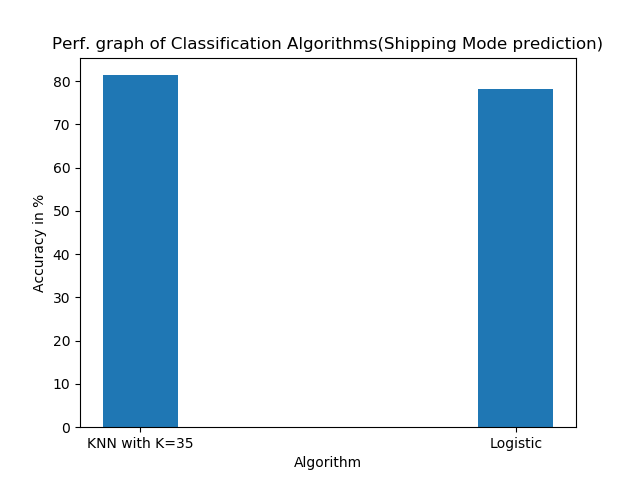 Perf. graph of Classification Algorithms(Shipping Mode prediction)
80
70
60
50
40
30
20
10
0
Accuracy in %
KNN with K=35
Logistic
Algorithm